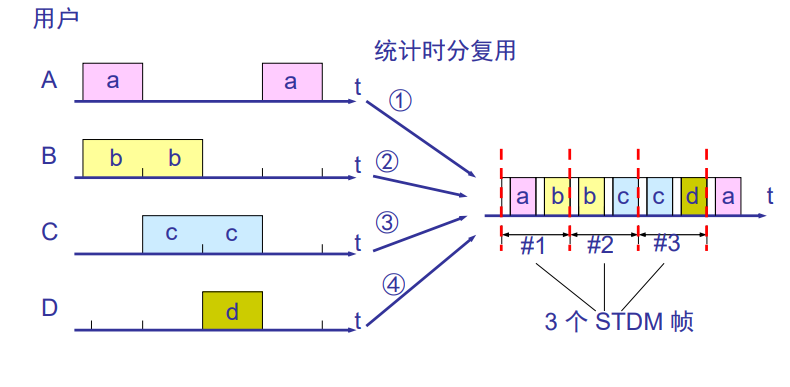 用户
统计时分复用
A a a t
①
B b b t
②
a b b c c d a t
C c c t
③
#1 #2 #3
④
D d t
3 个 STDM 帧